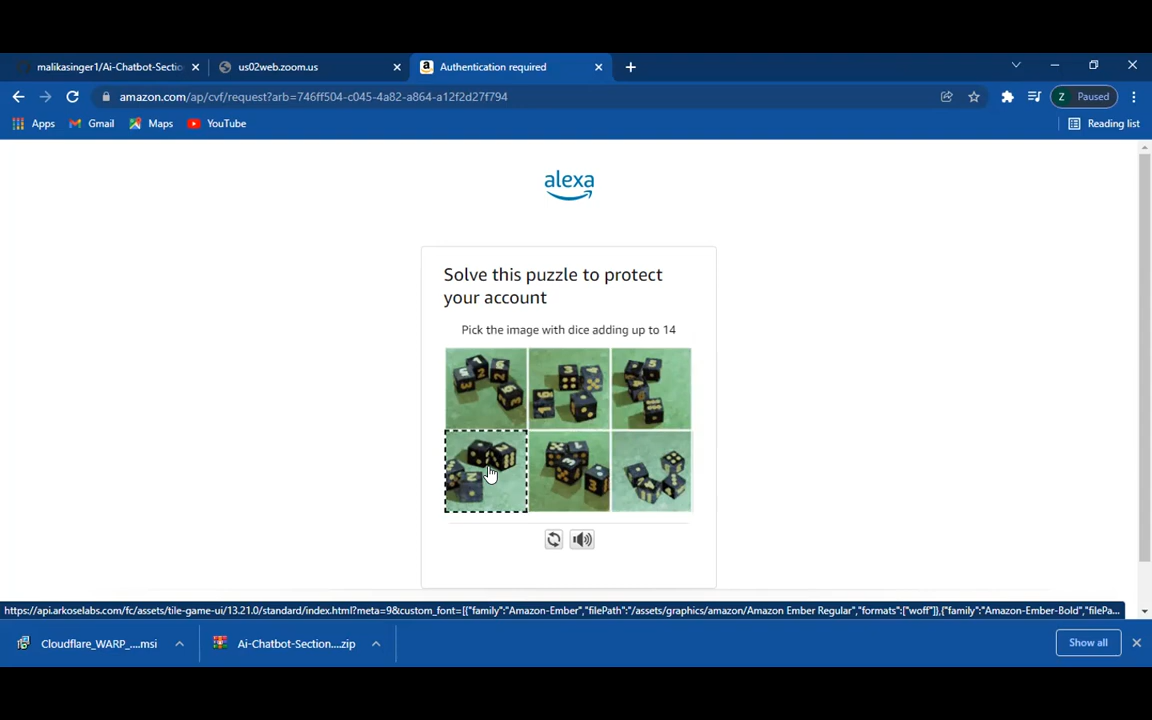 malikasinger1/Ai-Chatbot-Sectio
us02web.zoom.us
Authentication required
amazon.com/ap/cvf/request?arb=746ff504-c045-4a82-a864-a12f2d27f794
Z Paused
Apps
Gmail
Maps
YouTube
Reading list
alexa
Solve this puzzle to protect
your account
Pick the image with dice adding up to 14
https://api.arkoselabs.com/fc/assets/tile-game-ui/13.21.0/standard/index.html?meta=9&custom_font=[{"family":"Amazon-Ember","filePath":"/assets/graphics/amazon/Amazon Ember Regular","formats":["woff"]},{"family":"Amazon-Ember-Bold","filePa...
Cloudflare_WARP_....msi
Ai-Chatbot-Section....zip
Show all